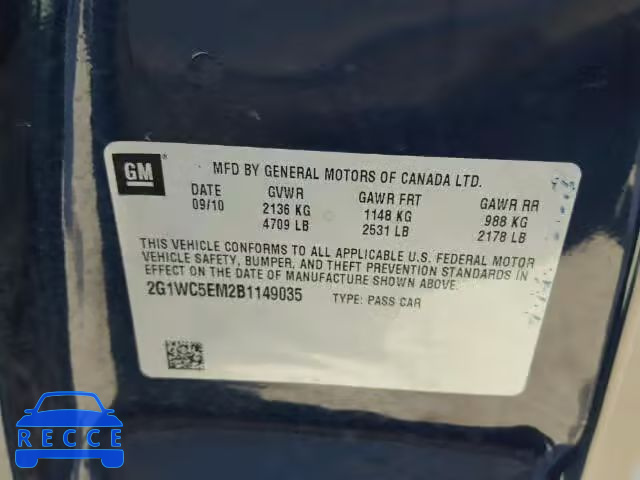 GM
MFD BY GENERAL MOTORS OF CANADA LTD.
DATE GVWR GAWR FRT GAWR RR
09/10 2136 KG 1148 KG 988 KG
4709 LB 2531 LB 2178 LB
THIS VEHICLE CONFORMS TO ALL APPLICABLE U.S. FEDERAL MOTOR
VEHICLE SAFETY, BUMPER, AND THEFT PREVENTION STANDARDS IN
EFFECT ON THE DATE OF MANUFACTURE SHOWN ABOVE.
2G1WC5EM2B1149035 TYPE: PASS CAR
RECCE